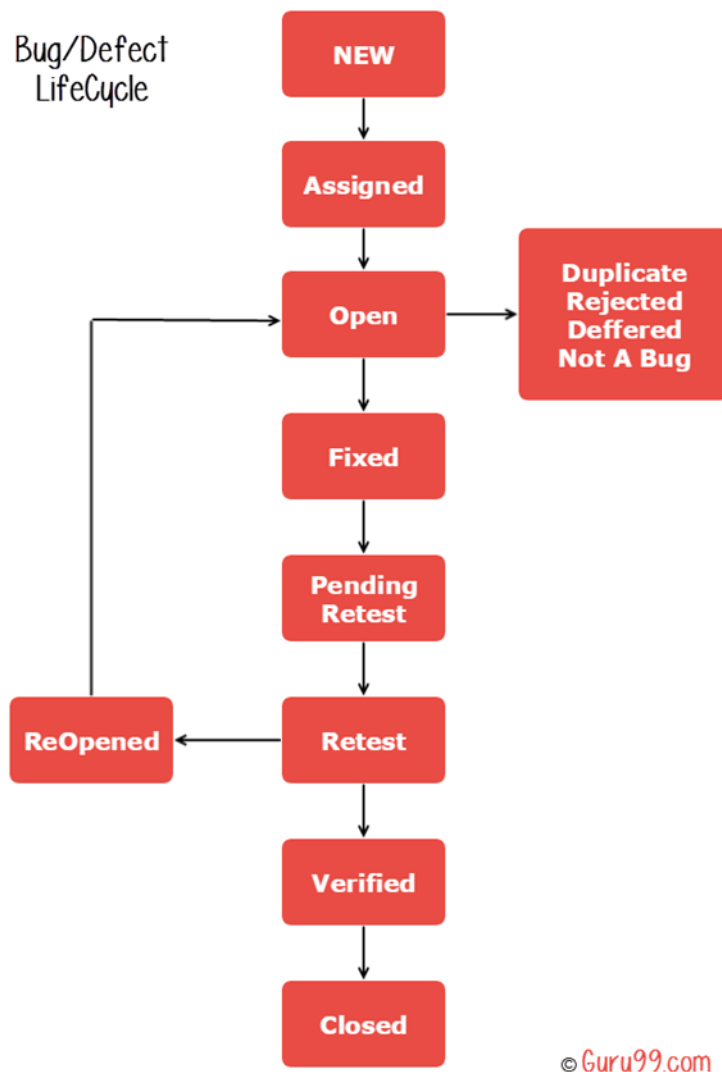 Bug/Defect
LifeCycle
NEW
Assigned
Open
Duplicate
Rejected
Deffered
Not A Bug
Fixed
Pending
Retest
ReOpened
Retest
Verified
Closed
© Guru99.com